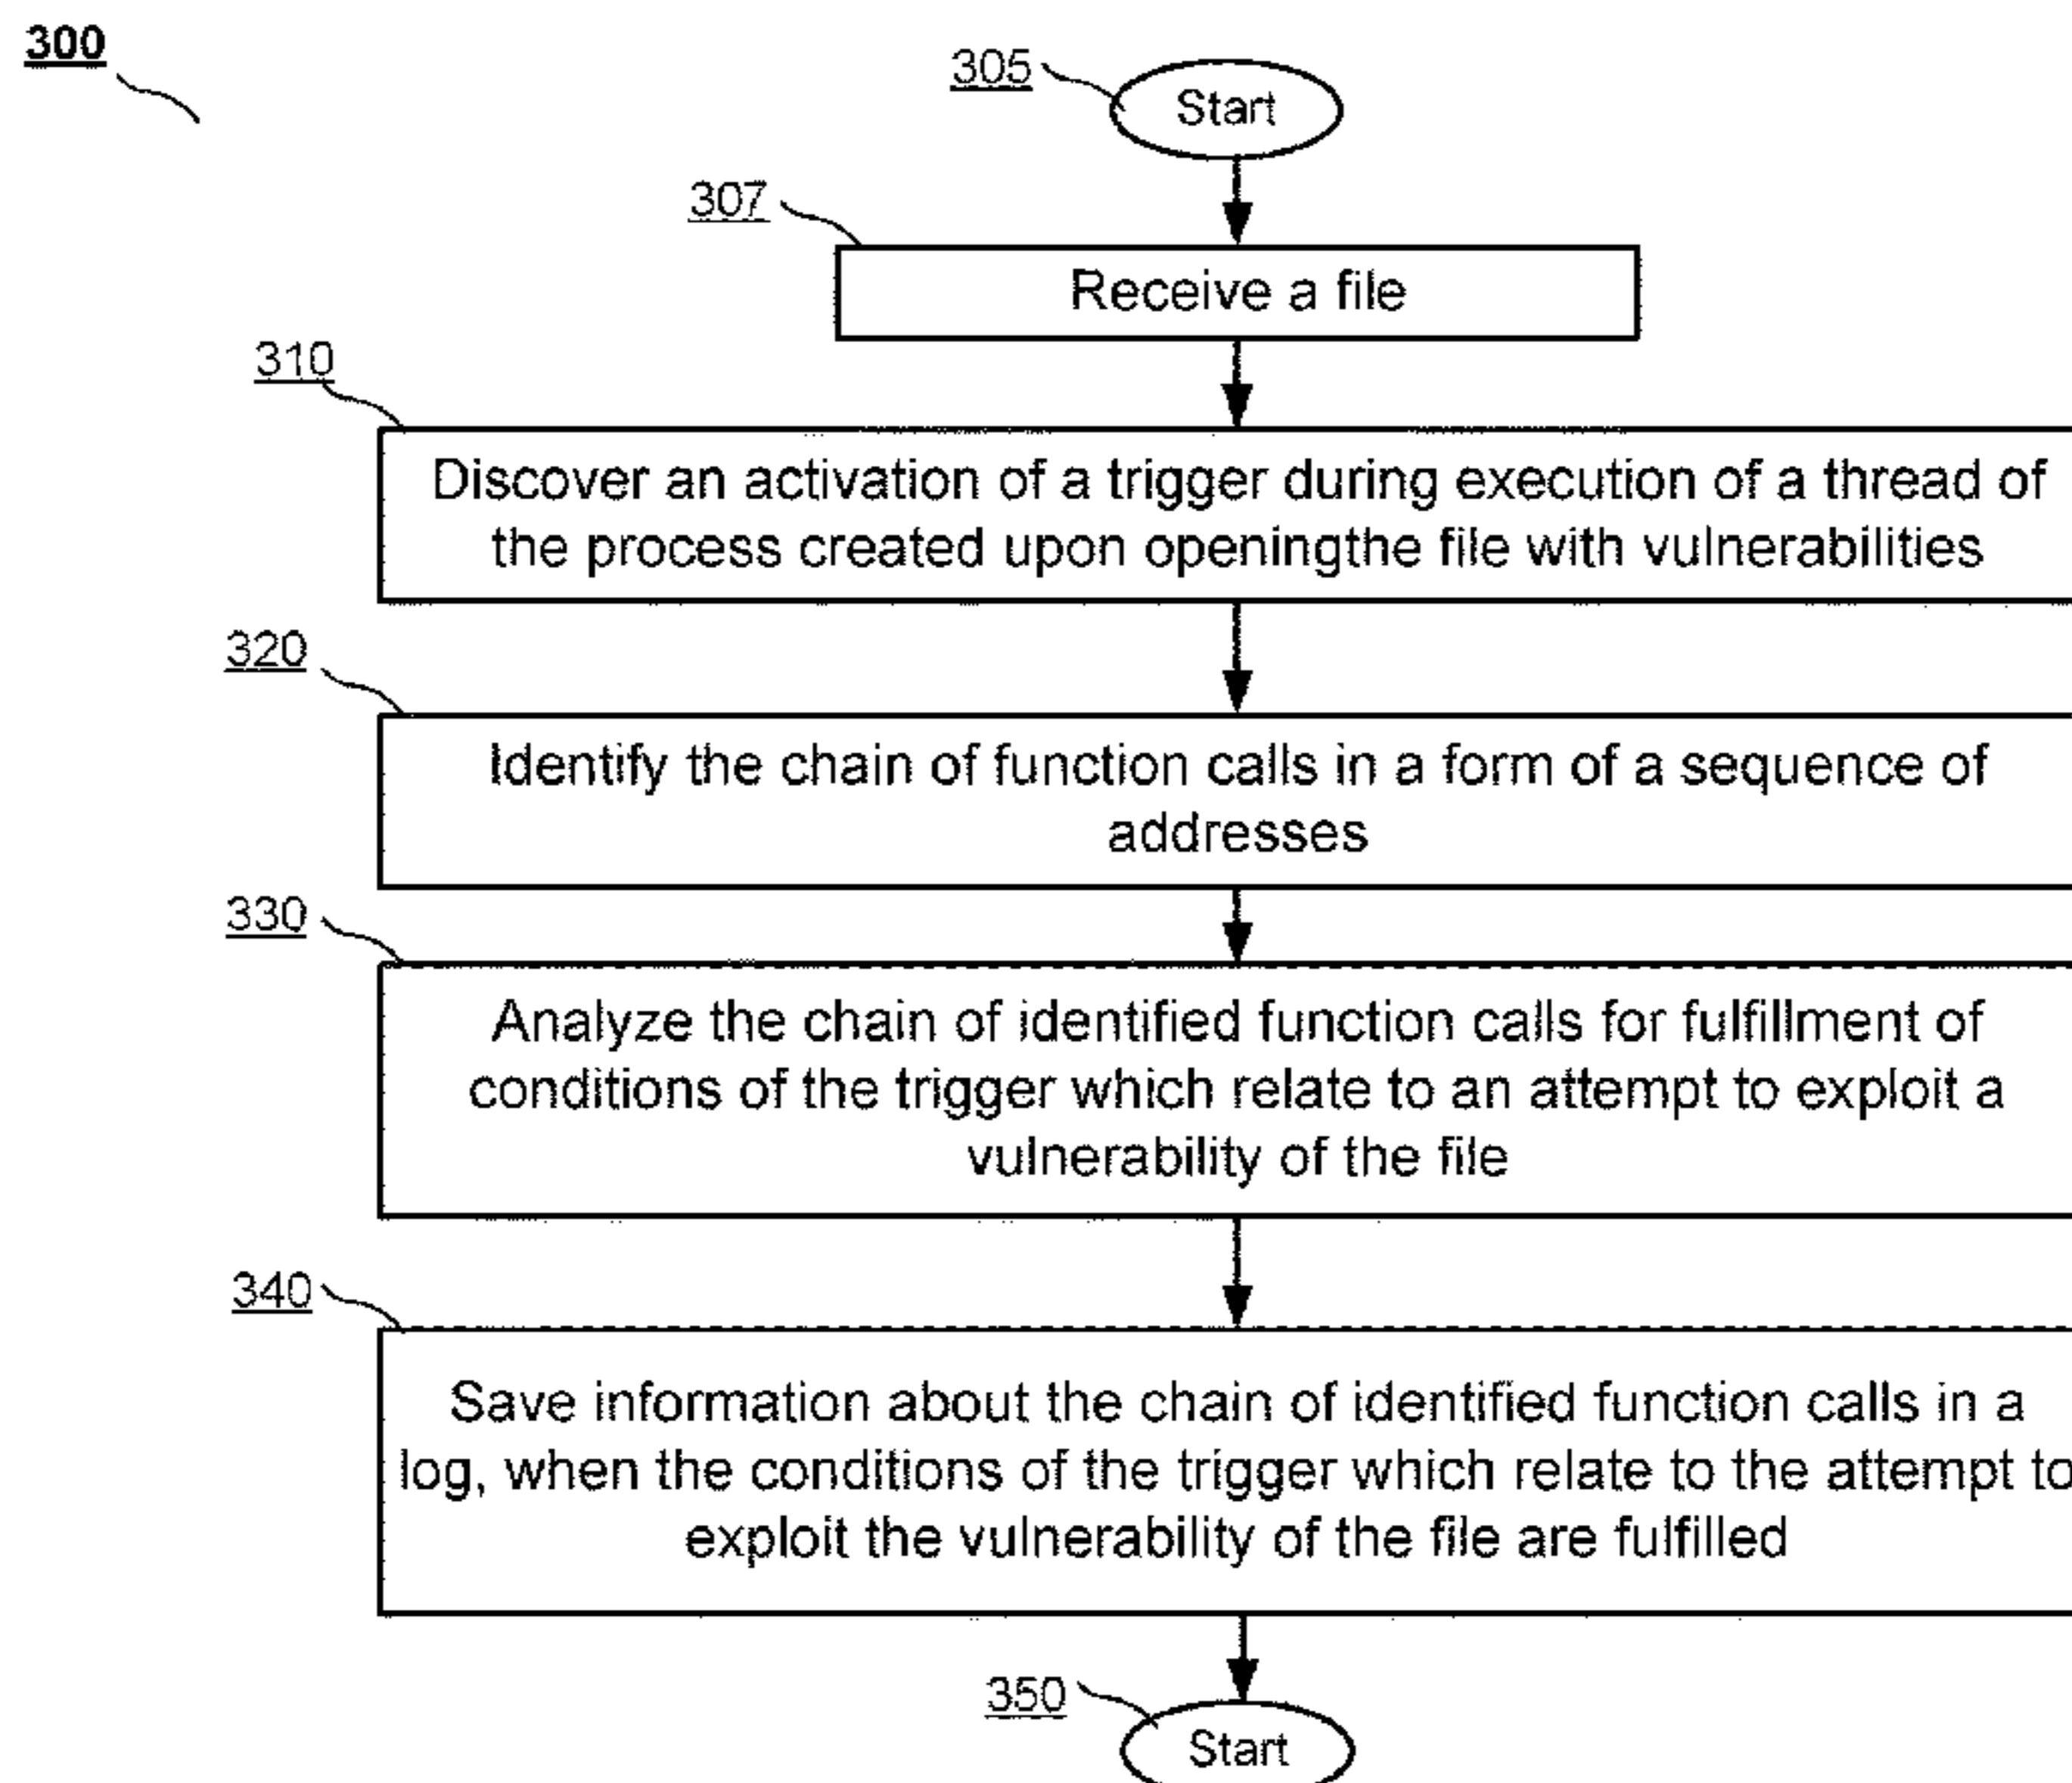 300
305
Start
307
Receive a file
310
Discover an activation of a trigger during execution of a thread of
the process created upon openingthe file with vulnerabilities
320
Identify the chain of function calls in a form of a sequence of
addresses
330
Analyze the chain of identified function calls for fulfillment of
conditions of the trigger which relate to an attempt to exploit a
vulnerability of the file
340
Save information about the chain of identified function calls in a
log, when the conditions of the trigger which relate to the attempt to
exploit the vulnerability of the file are fulfilled
350
Start